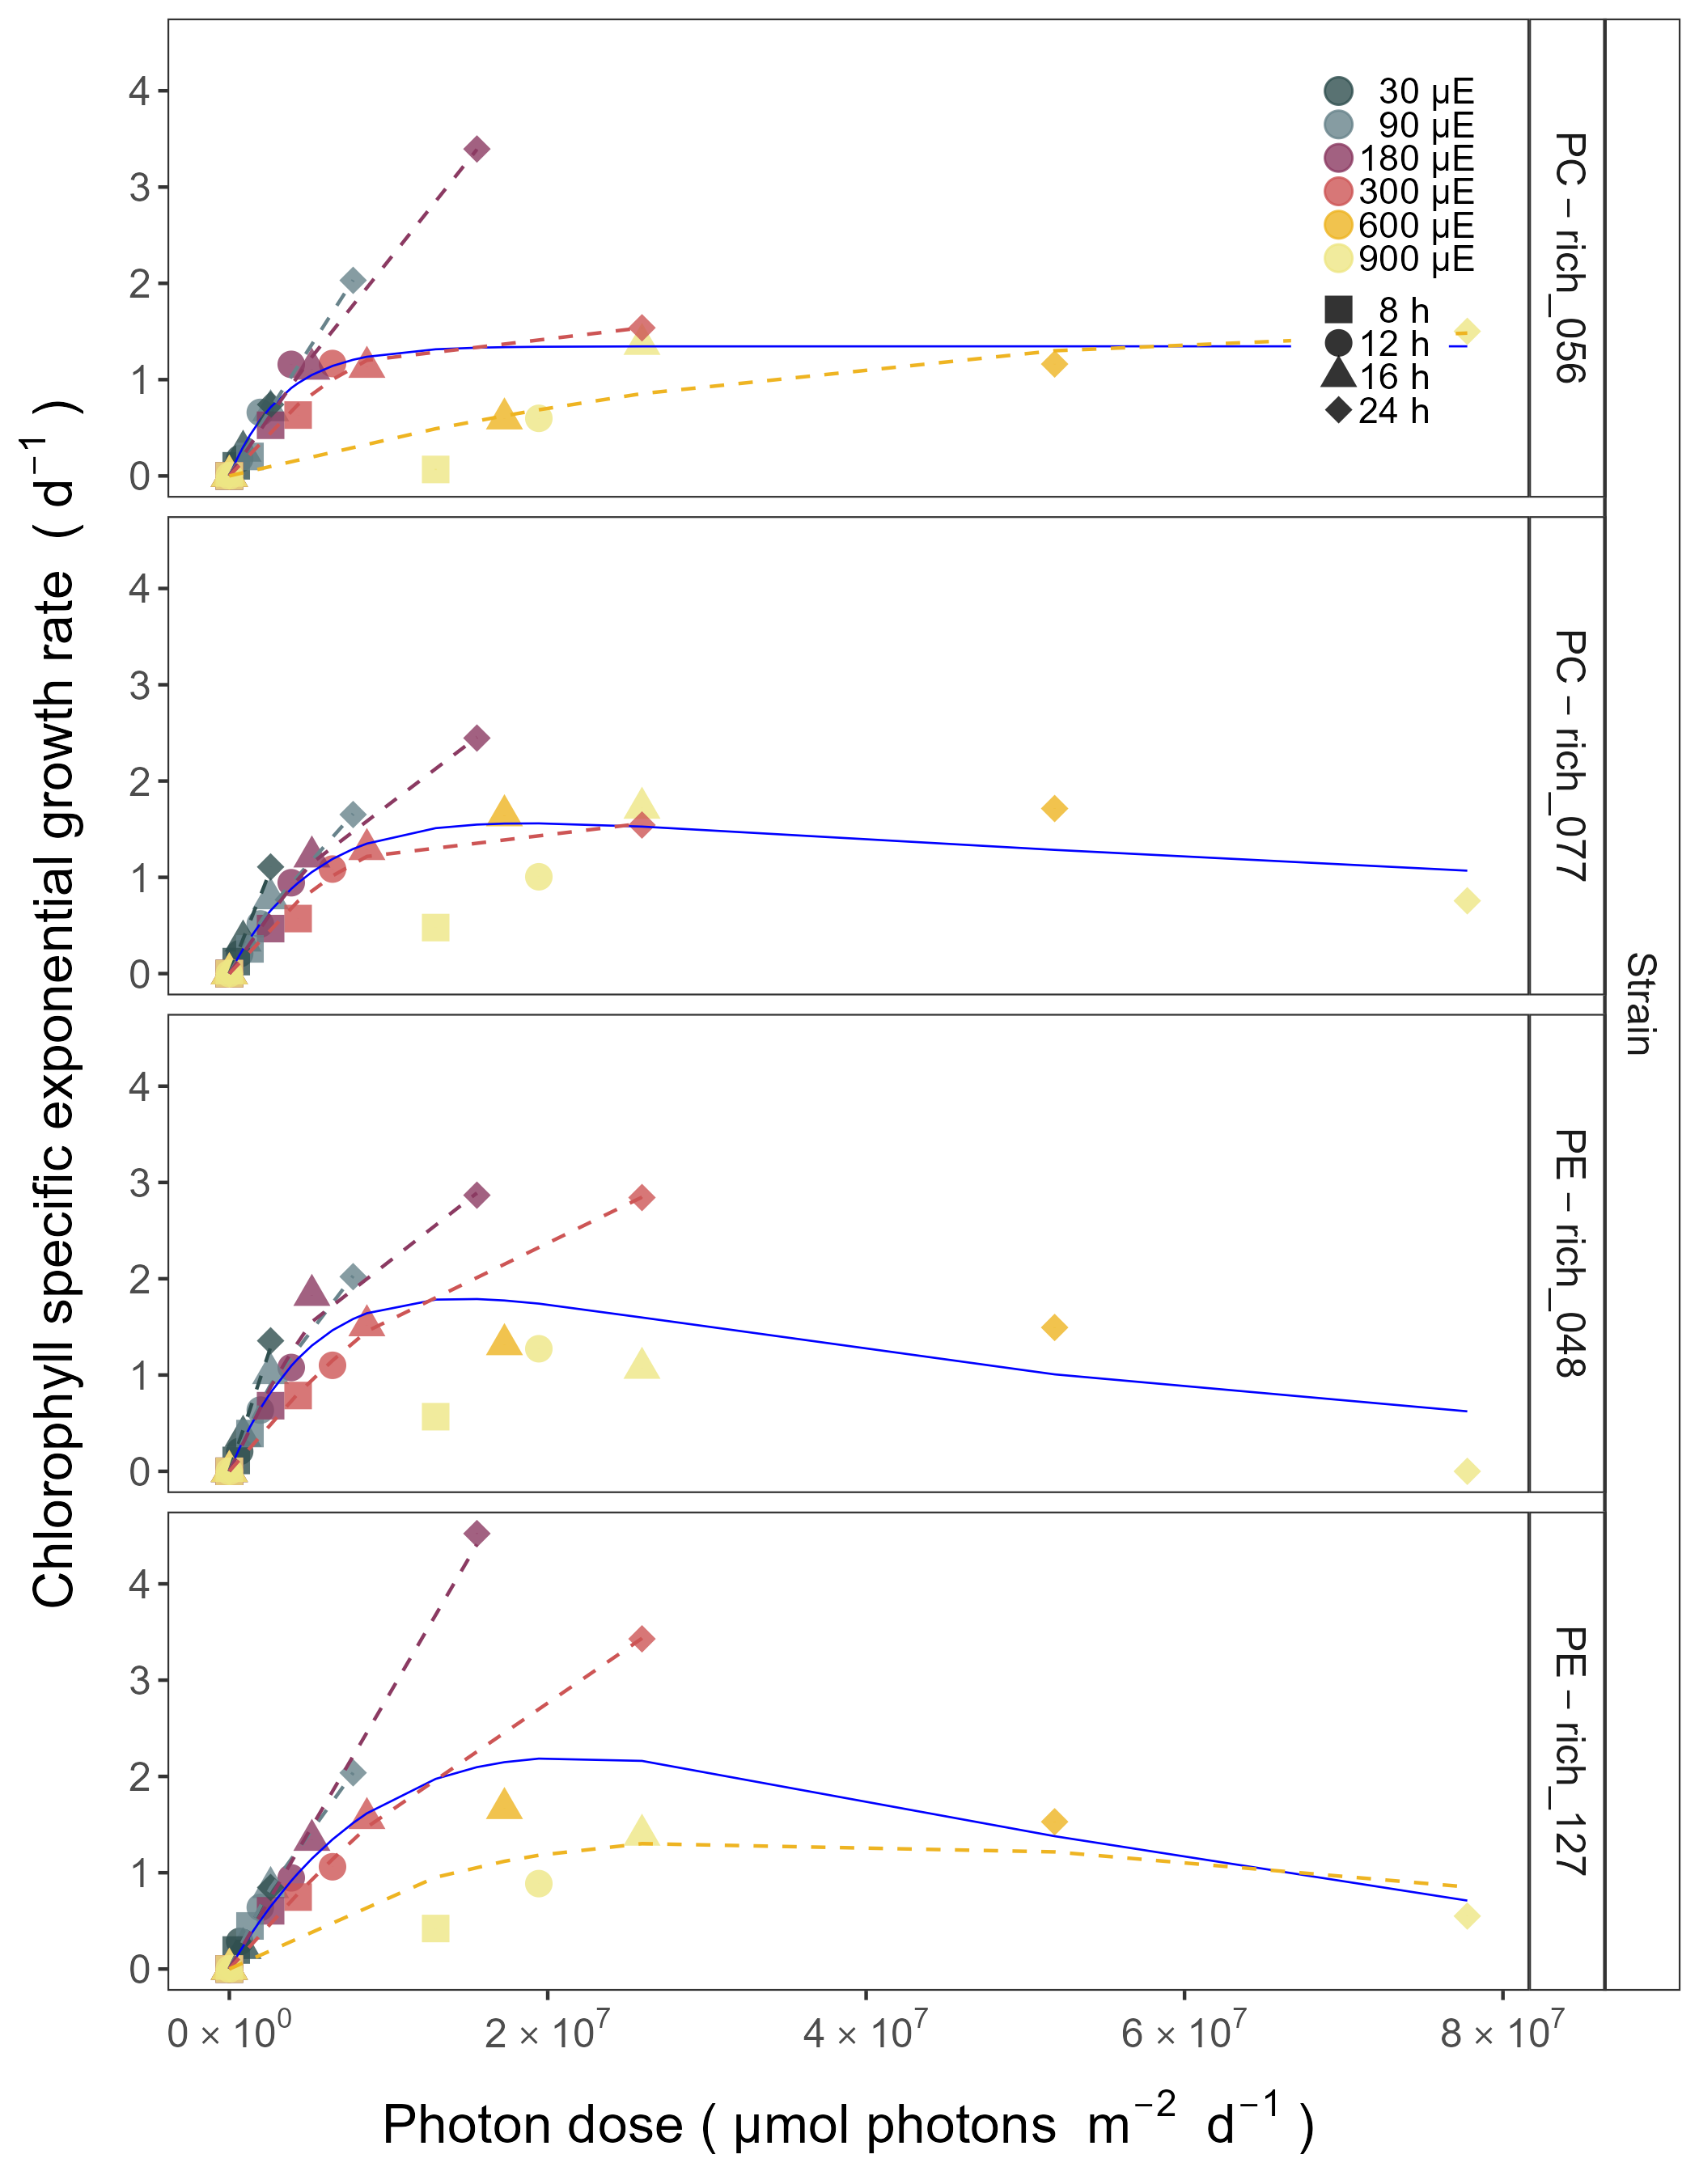 Chlorophyll specific exponential growth rate ( d⁻¹ )
4
3
2
1
0
30 µE
90 µE
180 µE
300 µE
600 µE
900 µE
8 h
12 h
16 h
24 h
PC − rich_056
4
3
2
1
0
PC − rich_077
4
3
2
1
0
PE − rich_048
4
3
2
1
0
PE − rich_127
Strain
0 × 10⁰
2 × 10⁷
4 × 10⁷
6 × 10⁷
8 × 10⁷
Photon dose ( µmol photons m⁻² d⁻¹ )